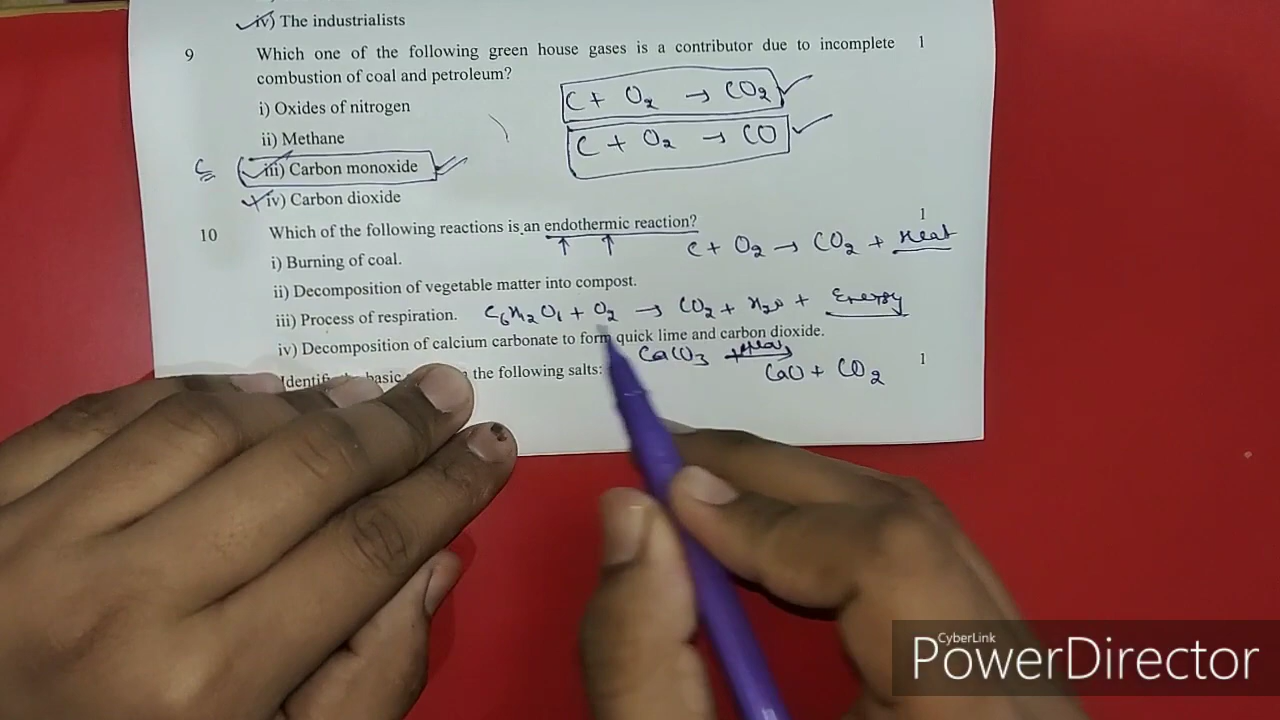 iv) The industrialists
9 Which one of the following green house gases is a contributor due to incomplete 1
combustion of coal and petroleum?
C + O₂ → CO₂
i) Oxides of nitrogen
ii) Methane
C + O₂ → CO
iii) Carbon monoxide
iv) Carbon dioxide
10 Which of the following reactions is an endothermic reaction? 1
C + O₂ → CO₂ + Heat
i) Burning of coal.
ii) Decomposition of vegetable matter into compost.
iii) Process of respiration. + O₂ → CO₂ + H₂O + Energy
iv) Decomposition of calcium carbonate to form quick lime and carbon dioxide.
CaCO₃ +Heat→ 1
CaO + CO₂
the following salts:
CyberLink
PowerDirector